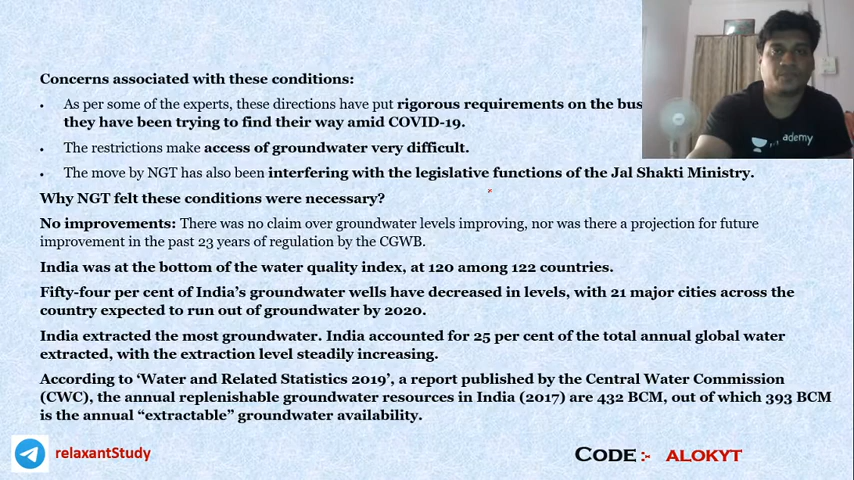 Concerns associated with these conditions:
• As per some of the experts, these directions have put rigorous requirements on the bus
they have been trying to find their way amid COVID-19.
• The restrictions make access of groundwater very difficult.
• The move by NGT has also been interfering with the legislative functions of the Jal Shakti Ministry.
Why NGT felt these conditions were necessary?
No improvements: There was no claim over groundwater levels improving, nor was there a projection for future
improvement in the past 23 years of regulation by the CGWB.
India was at the bottom of the water quality index, at 120 among 122 countries.
Fifty-four per cent of India's groundwater wells have decreased in levels, with 21 major cities across the
country expected to run out of groundwater by 2020.
India extracted the most groundwater. India accounted for 25 per cent of the total annual global water
extracted, with the extraction level steadily increasing.
According to 'Water and Related Statistics 2019', a report published by the Central Water Commission
(CWC), the annual replenishable groundwater resources in India (2017) are 432 BCM, out of which 393 BCM
is the annual “extractable” groundwater availability.
ademy
relaxantStudy
CODE :- ALOKYT